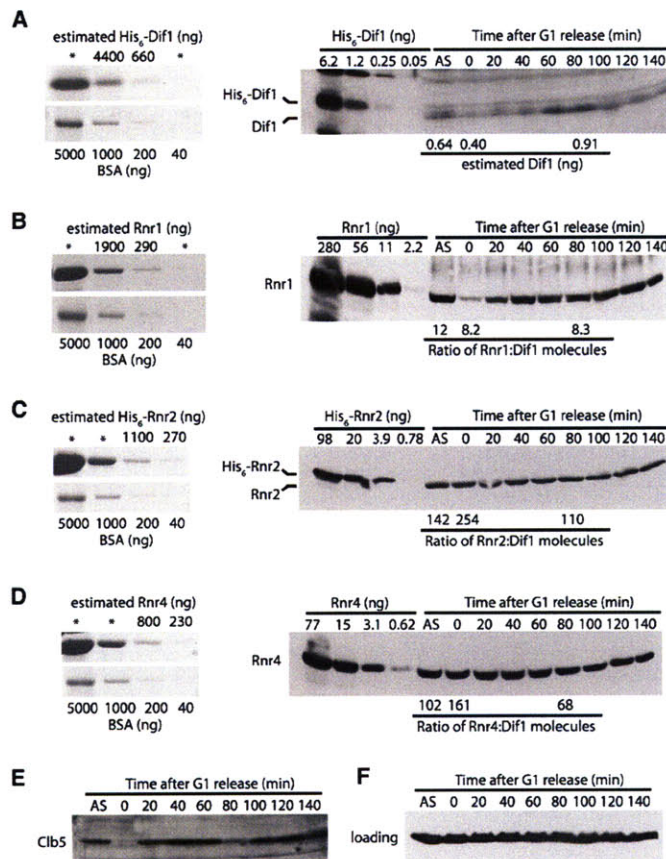 A
estimated His6-Dif1 (ng)
* 4400 660 *
5000 1000 200 40
BSA (ng)
His6-Dif1 (ng) Time after G1 release (min)
6.2 1.2 0.25 0.05 AS 0 20 40 60 80 100 120 140
His6-Dif1
Dif1
0.64 0.40 0.91
estimated Dif1 (ng)
B
estimated Rnr1 (ng)
* 1900 290 *
5000 1000 200 40
BSA (ng)
Rnr1 (ng) Time after G1 release (min)
280 56 11 2.2 AS 0 20 40 60 80 100 120 140
Rnr1
12 8.2 8.3
Ratio of Rnr1:Dif1 molecules
C
estimated His6-Rnr2 (ng)
* * 1100 270
5000 1000 200 40
BSA (ng)
His6-Rnr2 (ng) Time after G1 release (min)
98 20 3.9 0.78 AS 0 20 40 60 80 100 120 140
His6-Rnr2
Rnr2
142 254 110
Ratio of Rnr2:Dif1 molecules
D
estimated Rnr4 (ng)
* * 800 230
5000 1000 200 40
BSA (ng)
Rnr4 (ng) Time after G1 release (min)
77 15 3.1 0.62 AS 0 20 40 60 80 100 120 140
Rnr4
102 161 68
Ratio of Rnr4:Dif1 molecules
E
Time after G1 release (min)
AS 0 20 40 60 80 100 120 140
Clb5
F
Time after G1 release (min)
AS 0 20 40 60 80 100 120 140
loading